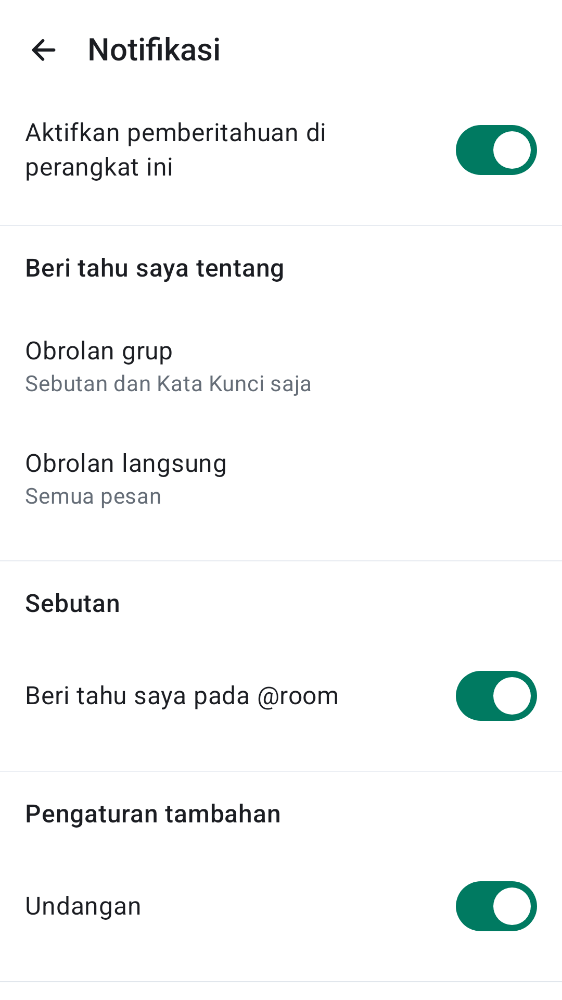 Notifikasi
Aktifkan pemberitahuan di
perangkat ini
Beri tahu saya tentang
Obrolan grup
Sebutan dan Kata Kunci saja
Obrolan langsung
Semua pesan
Sebutan
Beri tahu saya pada @room
Pengaturan tambahan
Undangan